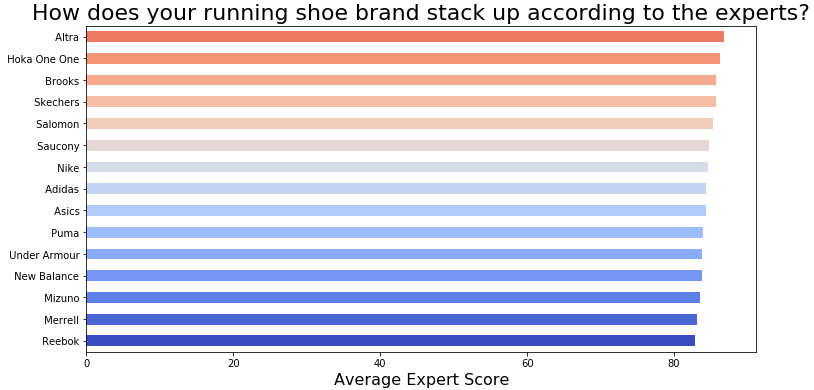 How does your running shoe brand stack up according to the experts?
Altra
Hoka One One
Brooks
Skechers
Salomon
Saucony
Nike
Adidas
Asics
Puma
Under Armour
New Balance
Mizuno
Merrell
Reebok
0 20 40 60 80
Average Expert Score